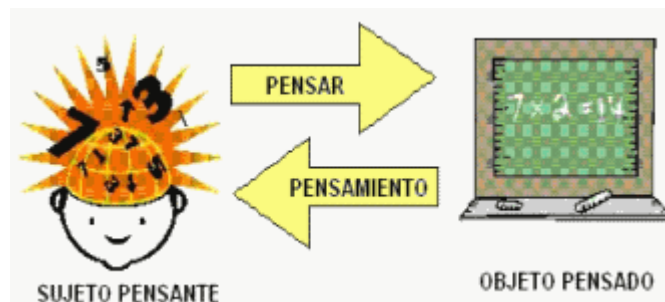 PENSAR
7 x 2 = 14
PENSAMIENTO
SUJETO PENSANTE
OBJETO PENSADO